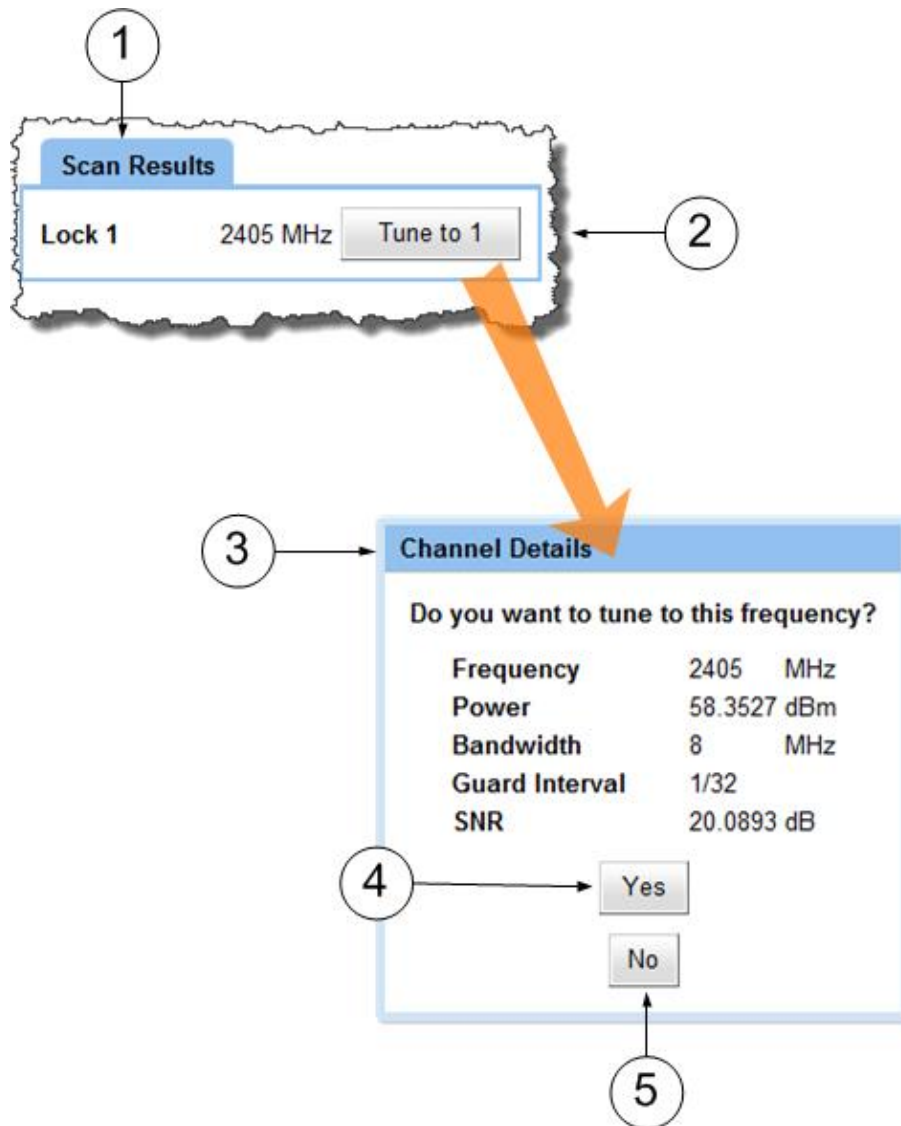 1
Scan Results
Lock 1 2405 MHz Tune to 1
2
3
Channel Details
Do you want to tune to this frequency?
Frequency 2405 MHz
Power 58.3527 dBm
Bandwidth 8 MHz
Guard Interval 1/32
SNR 20.0893 dB
4
Yes
No
5